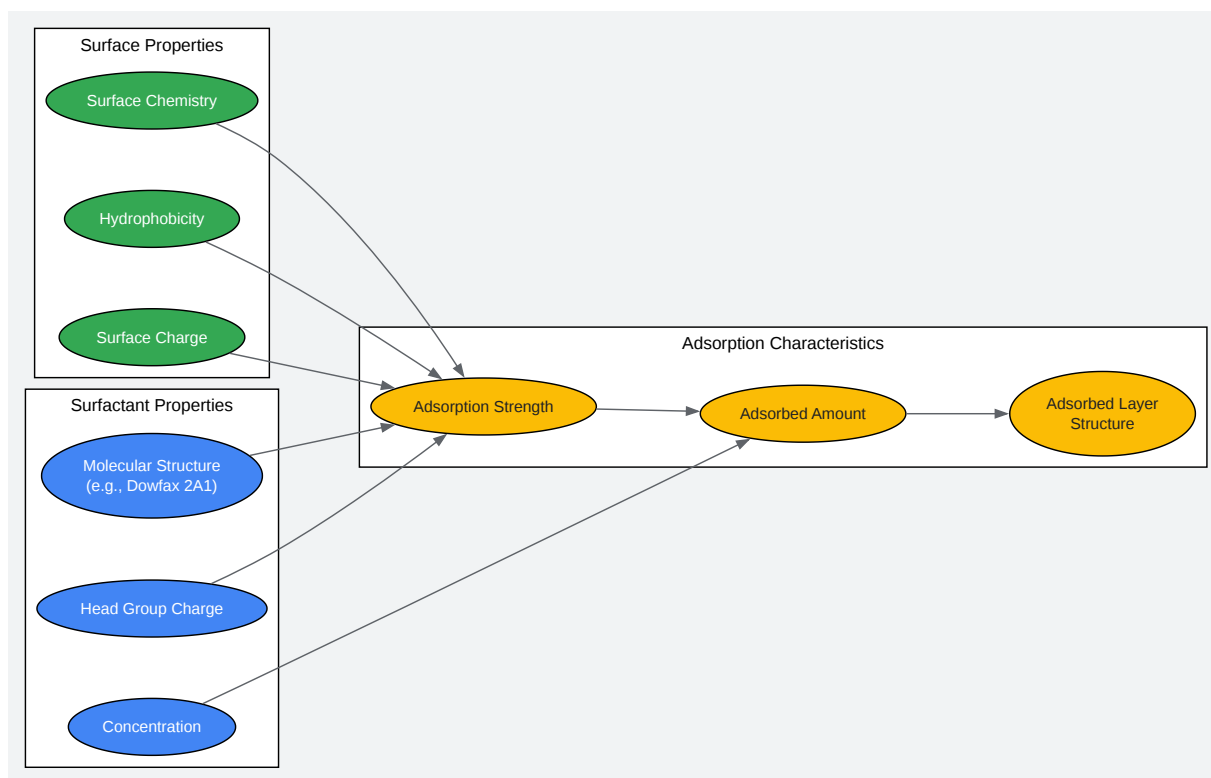 Surface Properties
Surface Chemistry
Hydrophobicity
Surface Charge
Surfactant Properties
Molecular Structure
(e.g., Dowfax 2A1)
Head Group Charge
Concentration
Adsorption Characteristics
Adsorption Strength
Adsorbed Amount
Adsorbed Layer
Structure